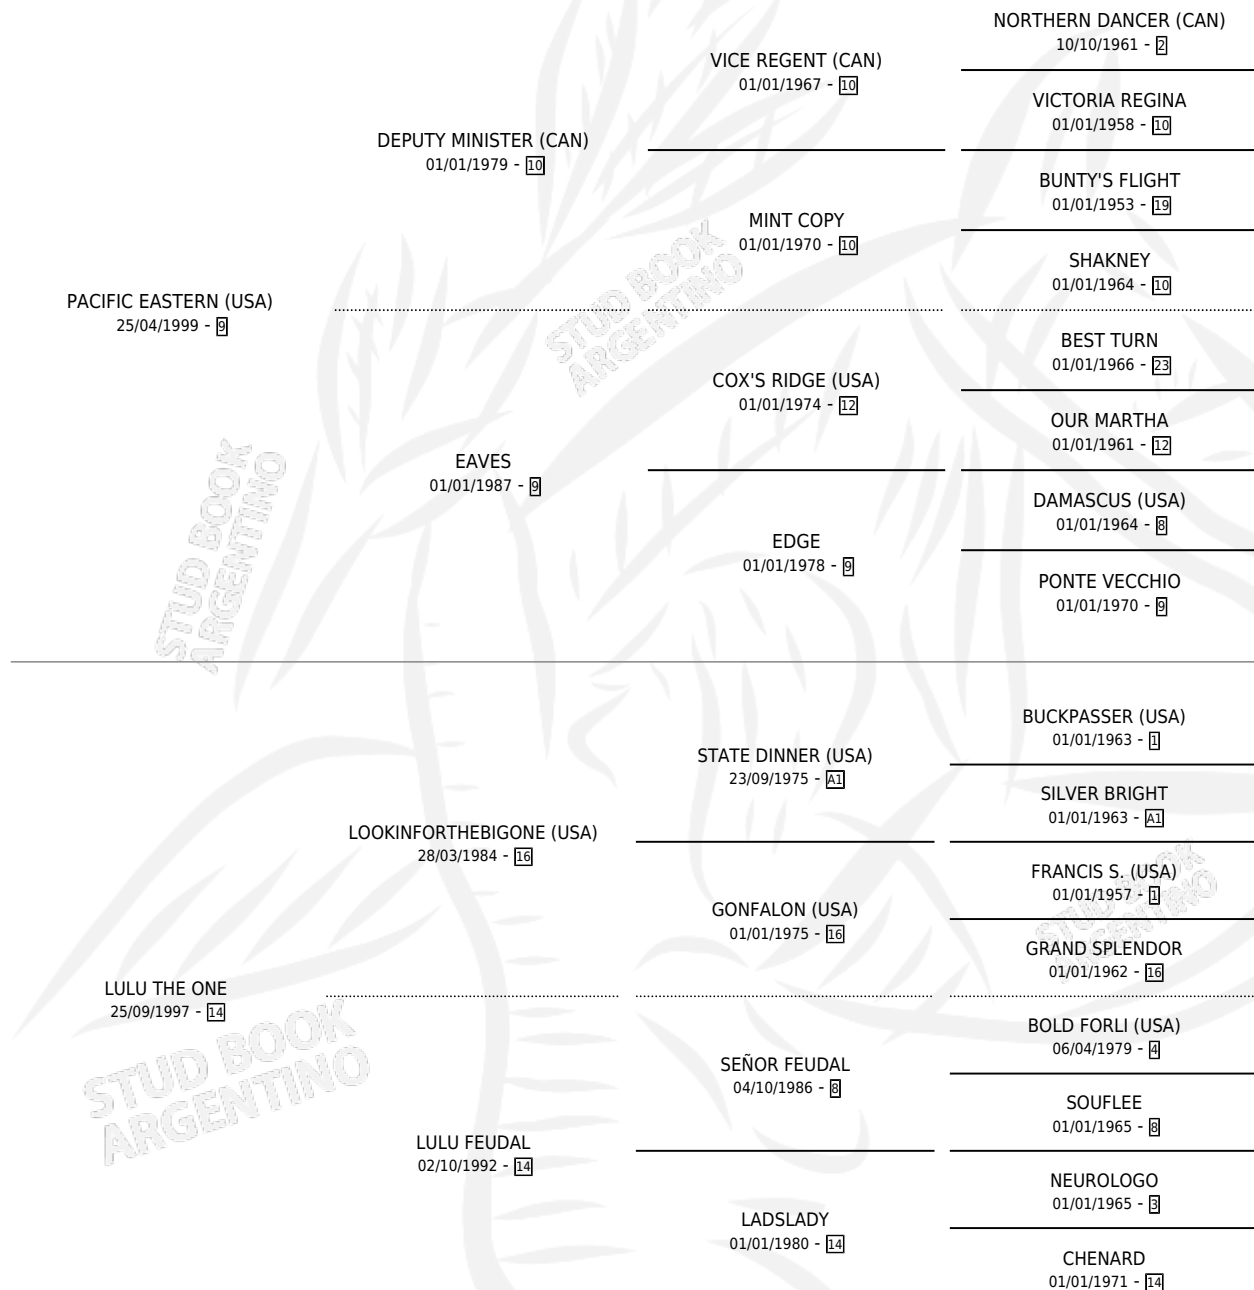 NORTHERN DANCER (CAN)
10/10/1961 - 2
VICE REGENT (CAN)
01/01/1967 - 10
VICTORIA REGINA
01/01/1958 - 10
DEPUTY MINISTER (CAN)
01/01/1979 - 10
BUNTY'S FLIGHT
01/01/1953 - 19
MINT COPY
01/01/1970 - 10
SHAKNEY
01/01/1964 - 10
PACIFIC EASTERN (USA)
25/04/1999 - 9
BEST TURN
01/01/1966 - 23
COX'S RIDGE (USA)
01/01/1974 - 12
OUR MARTHA
01/01/1961 - 12
EAVES
01/01/1987 - 9
DAMASCUS (USA)
01/01/1964 - 8
EDGE
01/01/1978 - 9
PONTE VECCHIO
01/01/1970 - 9
STUD BOOK
ARGENTINO
STUD BOOK
ARGENTINO
BUCKPASSER (USA)
01/01/1963 - 1
STATE DINNER (USA)
23/09/1975 - A1
SILVER BRIGHT
01/01/1963 - A1
LOOKINFORTHEBIGONE (USA)
28/03/1984 - 16
FRANCIS S. (USA)
01/01/1957 - 1
GONFALON (USA)
01/01/1975 - 16
GRAND SPLENDOR
01/01/1962 - 16
STUD BOOK
ARGENTINO
LULU THE ONE
25/09/1997 - 14
BOLD FORLI (USA)
06/04/1979 - 4
SEÑOR FEUDAL
04/10/1986 - 8
SOUFLEE
01/01/1965 - 8
LULU FEUDAL
02/10/1992 - 14
NEUROLOGO
01/01/1965 - 3
LADSLADY
01/01/1980 - 14
CHENARD
01/01/1971 - 14
STUD BOOK
ARGENTINO